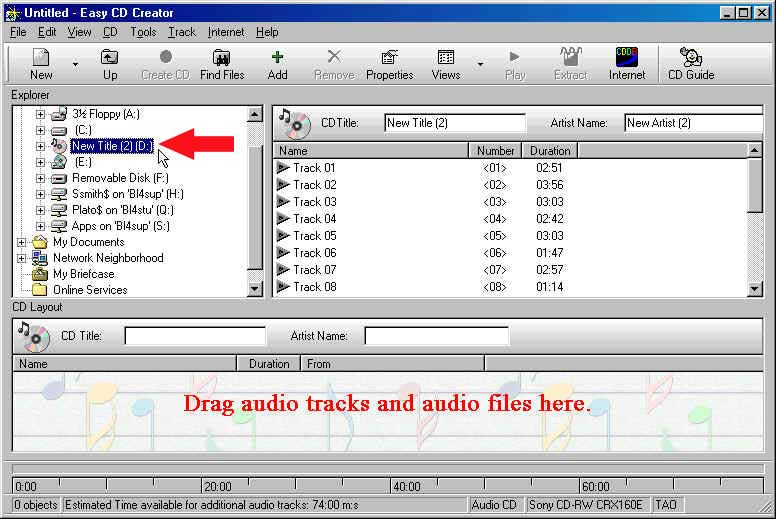 Untitled - Easy CD Creator
File Edit View CD Tools Track Internet Help
New Up Create CD Find Files Add Remove Properties Views Play Extract CDDB Internet CD Guide
Explorer
3½ Floppy (A:)
(C:)
New Title (2) (D:)
(E:)
Removable Disk (F:)
Ssmith$ on 'Bl4sup' (H:)
Plato$ on 'Bl4stu' (Q:)
Apps on 'Bl4sup' (S:)
My Documents
Network Neighborhood
My Briefcase
Online Services
CD Title: New Title (2) Artist Name: New Artist (2)
Name Number Duration
Track 01 <01> 02:51
Track 02 <02> 03:56
Track 03 <03> 03:03
Track 04 <04> 02:42
Track 05 <05> 03:03
Track 06 <06> 01:47
Track 07 <07> 02:57
Track 08 <08> 01:14
CD Layout
CD Title: Artist Name:
Name Duration From
Drag audio tracks and audio files here.
0:00 20:00 40:00 60:00
0 objects Estimated Time available for additional audio tracks: 74:00 m:s Audio CD Sony CD-RW CRX160E TAO